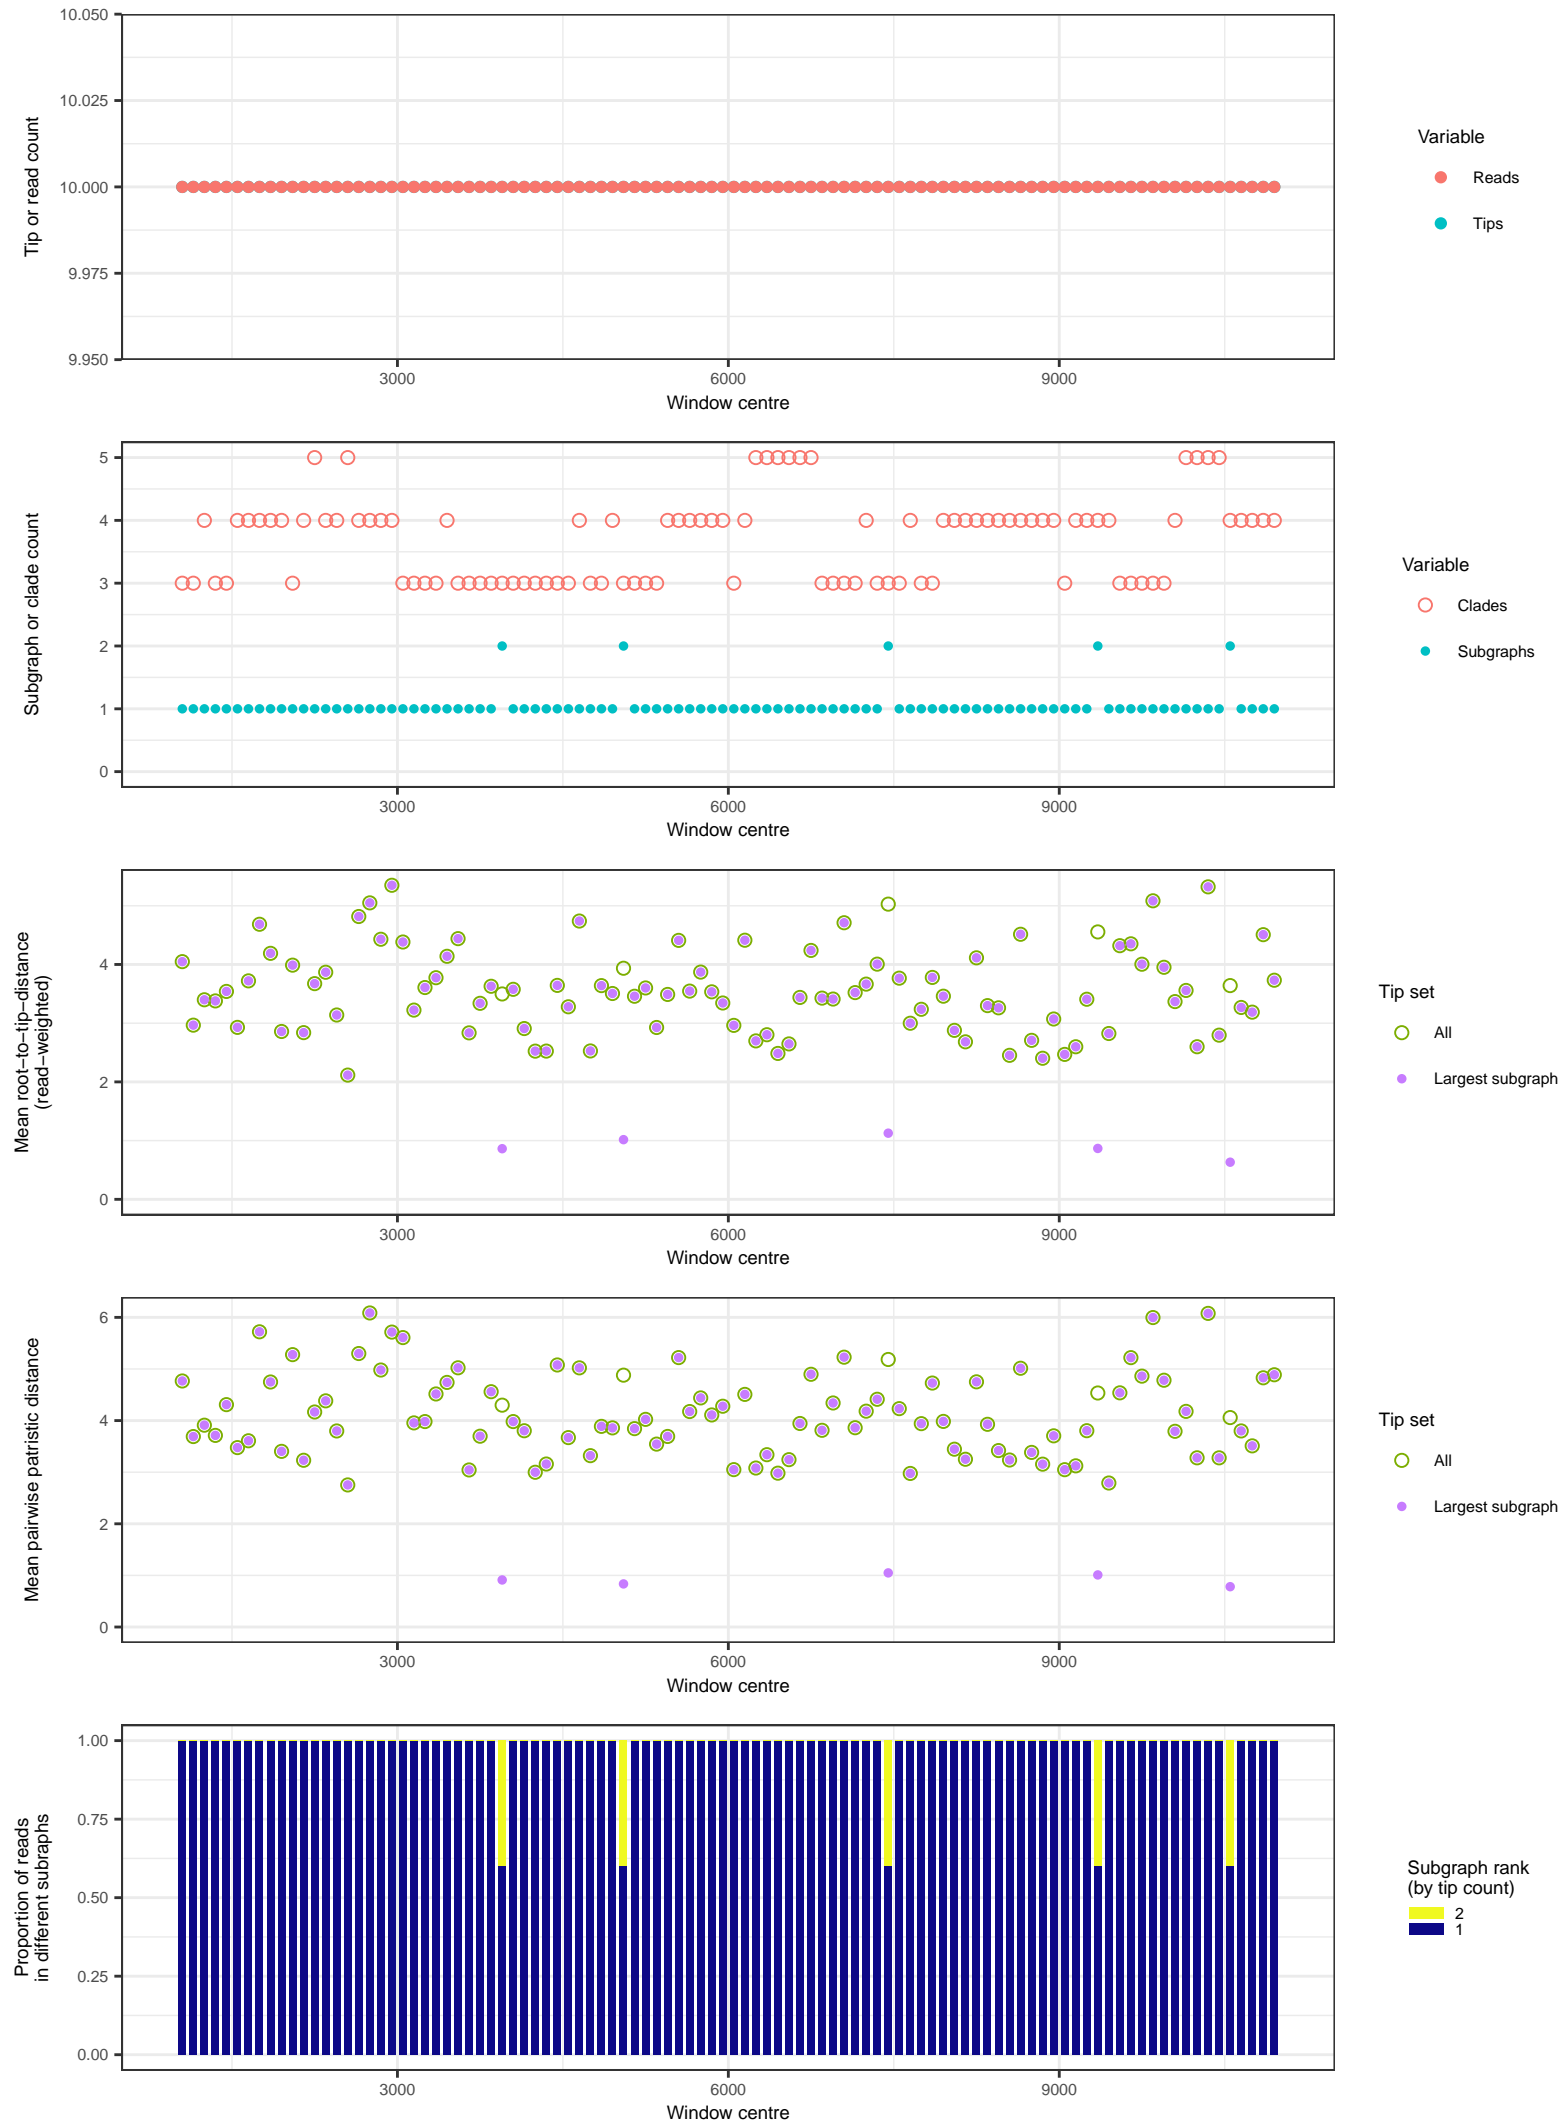 10.050
10.025
10.000
9.975
9.950
Tip or read count
3000
6000
9000
Window centre
Variable
Reads
Tips
5
4
3
2
1
0
Subgraph or clade count
3000
6000
9000
Window centre
Variable
Clades
Subgraphs
4
2
0
Mean root−to−tip−distance
(read−weighted)
3000
6000
9000
Window centre
Tip set
All
Largest subgraph
6
4
2
0
Mean pairwise patristic distance
3000
6000
9000
Window centre
Tip set
All
Largest subgraph
1.00
0.75
0.50
0.25
0.00
Proportion of reads
in different subraphs
3000
6000
9000
Window centre
Subgraph rank
(by tip count)
2
1